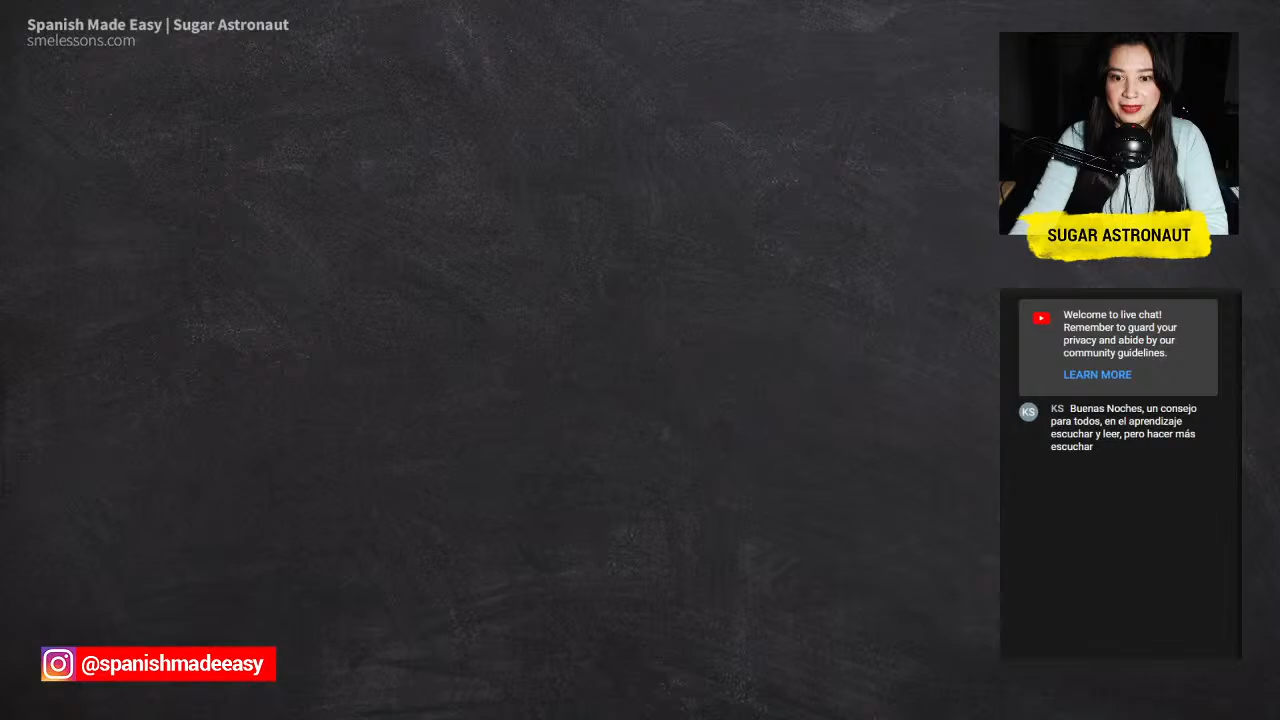 Spanish Made Easy | Sugar Astronaut
smelessons.com
SUGAR ASTRONAUT
Welcome to live chat!
Remember to guard your
privacy and abide by our
community guidelines.
LEARN MORE
KS
KS Buenas Noches, un consejo
para todos, en el aprendizaje
escuchar y leer, pero hacer más
escuchar
@spanishmadeeasy